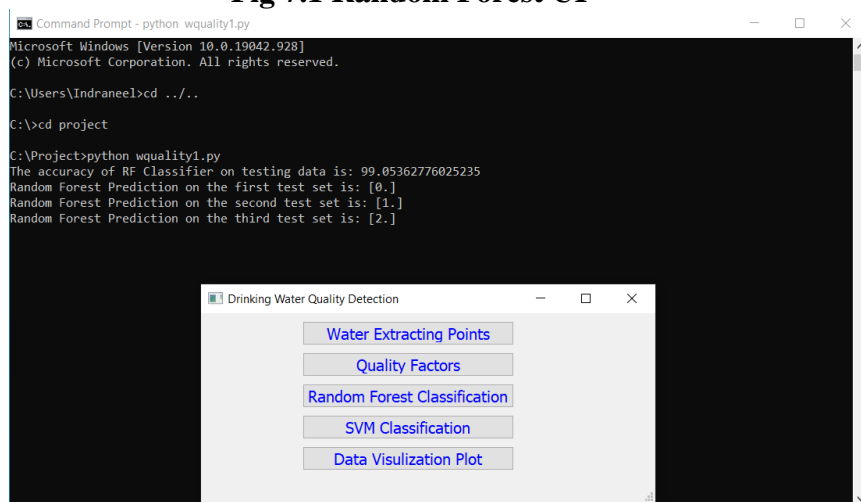 Fig 7.1 Random Forest UI
Command Prompt - python wquality1.py
Microsoft Windows [Version 10.0.19042.928]
(c) Microsoft Corporation. All rights reserved.
C:\Users\Indraneel>cd ../..
C:\>cd project
C:\Project>python wquality1.py
The accuracy of RF Classifier on testing data is: 99.05362776025235
Random Forest Prediction on the first test set is: [0.]
Random Forest Prediction on the second test set is: [1.]
Random Forest Prediction on the third test set is: [2.]
Drinking Water Quality Detection
Water Extracting Points
Quality Factors
Random Forest Classification
SVM Classification
Data Visulization Plot